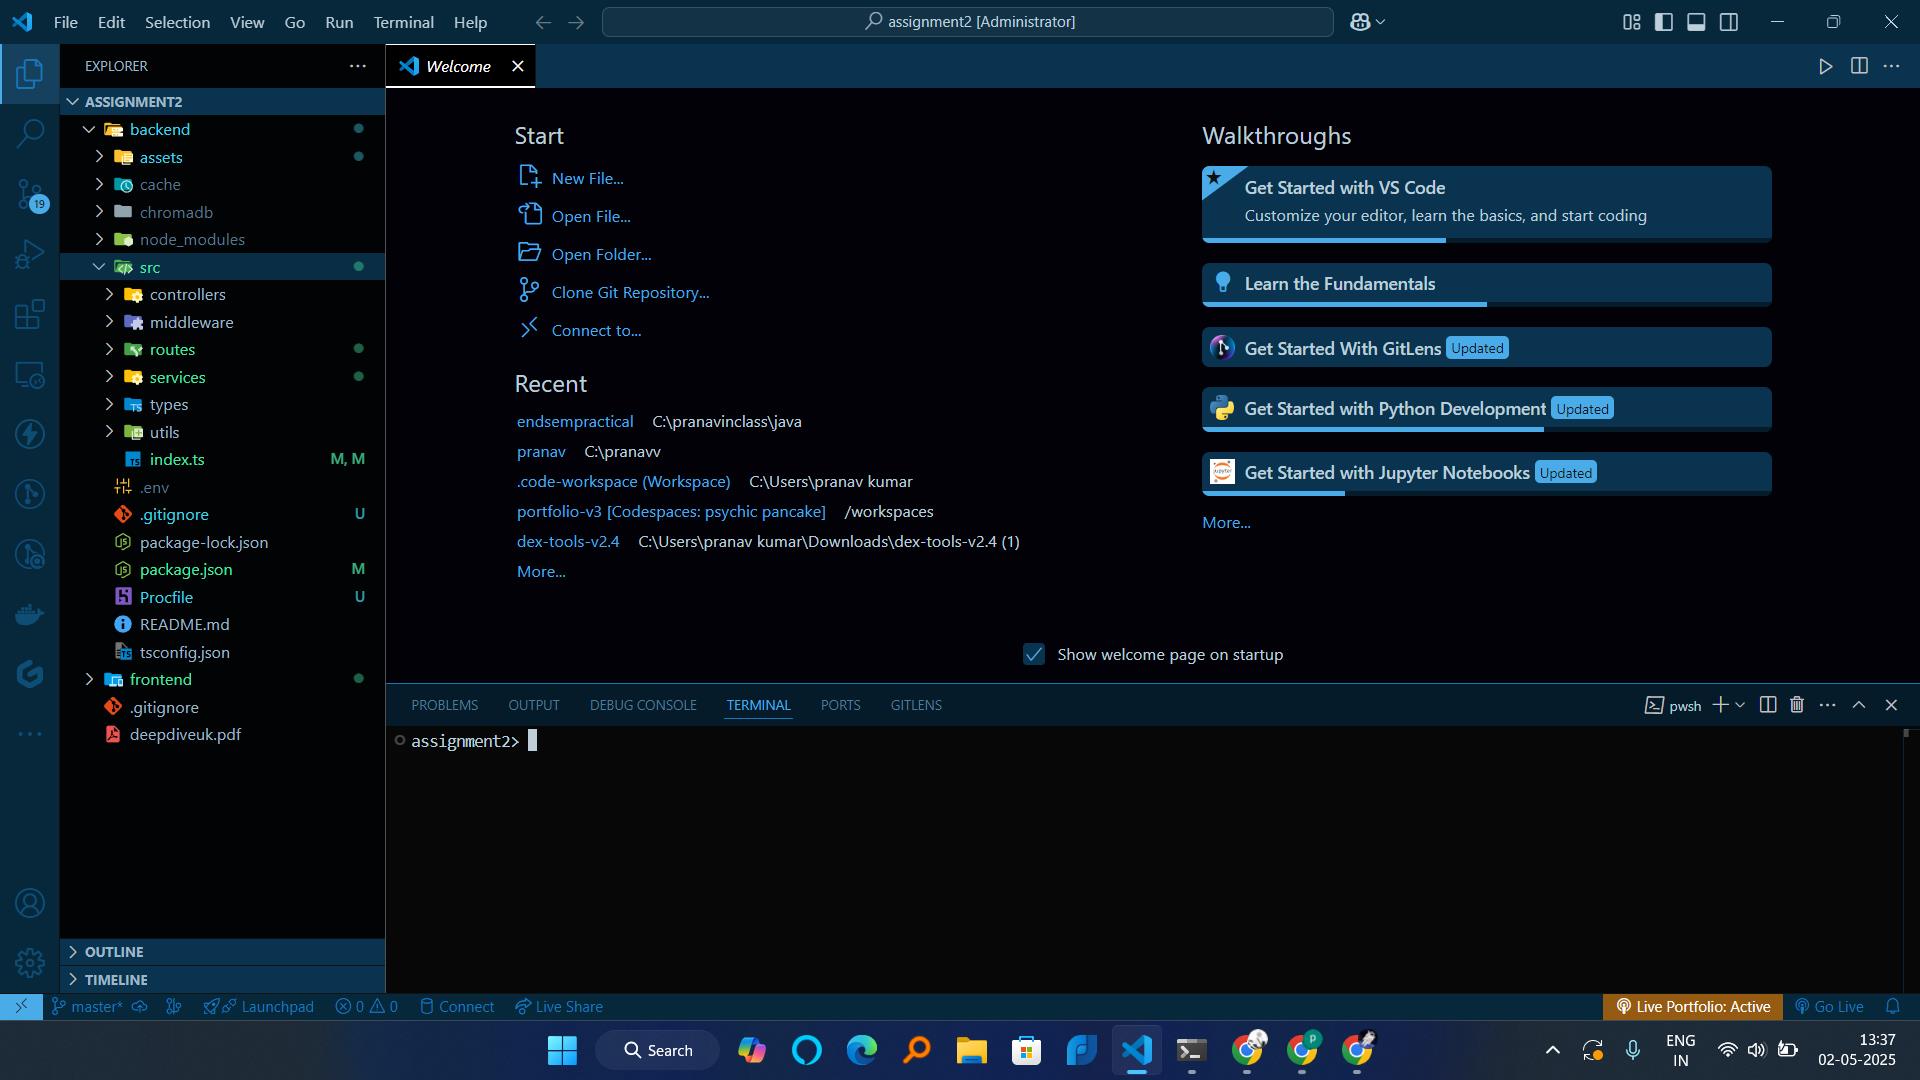 File Edit Selection View Go Run Terminal Help
assignment2 [Administrator]
EXPLORER
Welcome
ASSIGNMENT2
backend
assets
cache
chromadb
node_modules
src
controllers
middleware
routes
services
types
utils
index.ts M, M
.env
.gitignore U
package-lock.json
package.json M
Procfile U
README.md
tsconfig.json
frontend
.gitignore
deepdiveuk.pdf
OUTLINE
TIMELINE
19
Start
New File...
Open File...
Open Folder...
Clone Git Repository...
Connect to...
Recent
endsempractical C:\pranavinclass\java
pranav C:\pranavv
.code-workspace (Workspace) C:\Users\pranav kumar
portfolio-v3 [Codespaces: psychic pancake] /workspaces
dex-tools-v2.4 C:\Users\pranav kumar\Downloads\dex-tools-v2.4 (1)
More...
Walkthroughs
Get Started with VS Code
Customize your editor, learn the basics, and start coding
Learn the Fundamentals
Get Started With GitLens Updated
Get Started with Python Development Updated
Get Started with Jupyter Notebooks Updated
More...
Show welcome page on startup
PROBLEMS OUTPUT DEBUG CONSOLE TERMINAL PORTS GITLENS
pwsh
assignment2>
master* Launchpad 0 0 Connect Live Share
Live Portfolio: Active Go Live
Search
ENG
IN
13:37
02-05-2025